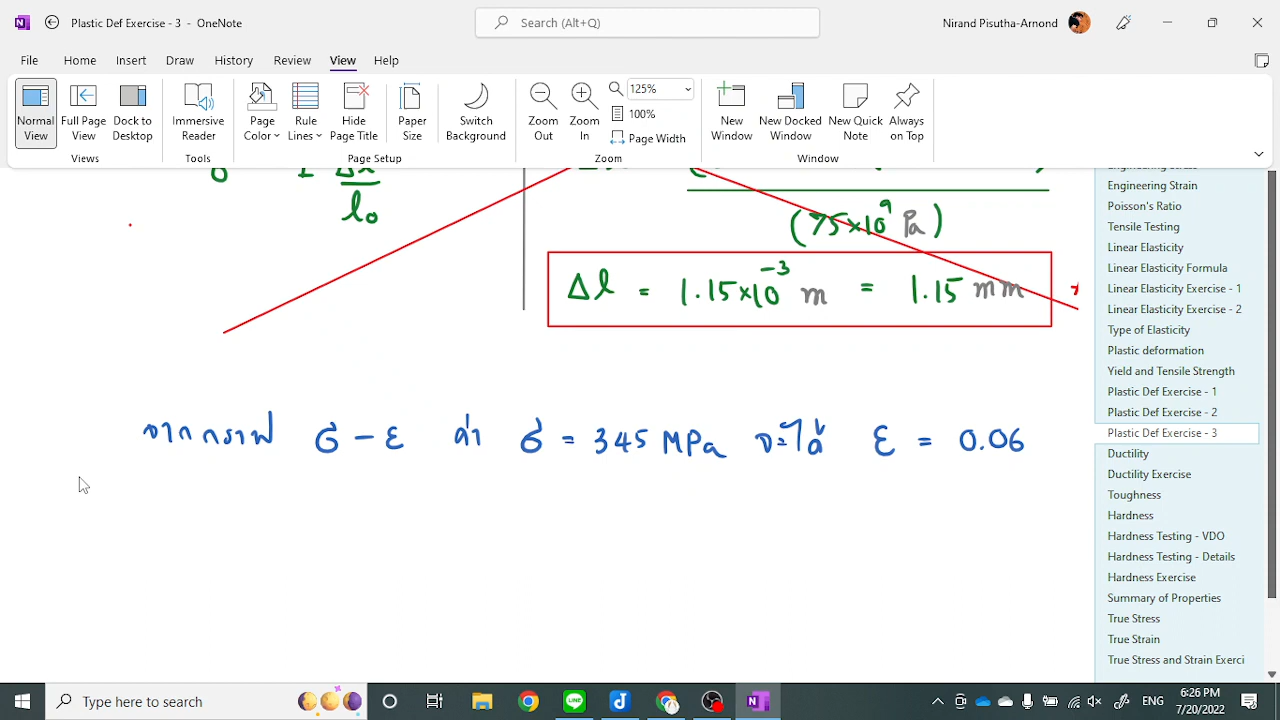 Plastic Def Exercise - 3 - OneNote
Search (Alt+Q)
Nirand Pisutha-Arnond
File Home Insert Draw History Review View Help
Normal View
Full Page View
Dock to Desktop
Immersive Reader
Page Color
Rule Lines
Hide Page Title
Paper Size
Switch Background
Zoom Out
Zoom In
125%
100%
Page Width
New Window
New Docked Window
New Quick Note
Always on Top
Views
Tools
Page Setup
Zoom
Window
l₀
(75×10⁹ Pa)
Δl = 1.15×10⁻³ m = 1.15 mm
จากกราฟ σ - ε ค่า σ = 345 MPa จะได้ ε = 0.06
Engineering Strain
Poisson's Ratio
Tensile Testing
Linear Elasticity
Linear Elasticity Formula
Linear Elasticity Exercise - 1
Linear Elasticity Exercise - 2
Type of Elasticity
Plastic deformation
Yield and Tensile Strength
Plastic Def Exercise - 1
Plastic Def Exercise - 2
Plastic Def Exercise - 3
Ductility
Ductility Exercise
Toughness
Hardness
Hardness Testing - VDO
Hardness Testing - Details
Hardness Exercise
Summary of Properties
True Stress
True Strain
True Stress and Strain Exerci
Type here to search
LINE
ENG
6:26 PM
7/20/2022